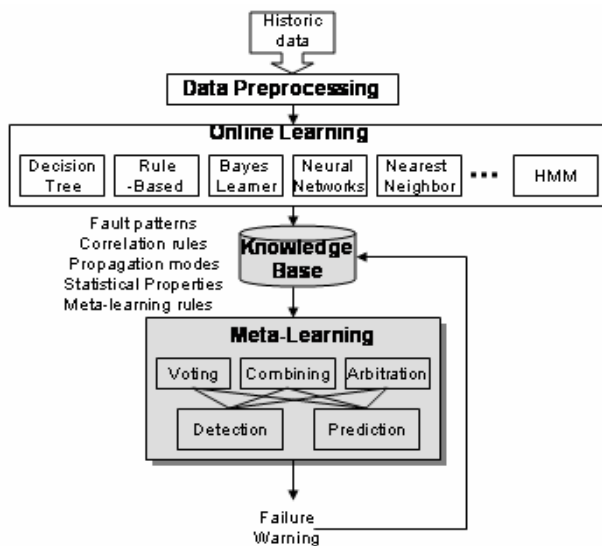 Historic
data
Data Preprocessing
Online Learning
Decision
Tree
Rule
-Based
Bayes
Learner
Neural
Networks
Nearest
Neighbor
...
HMM
Fault patterns
Correlation rules
Propagation modes
Statistical Properties
Meta-learning rules
Knowledge
Base
Meta-Learning
Voting
Combining
Arbitration
Detection
Prediction
Failure
Warning